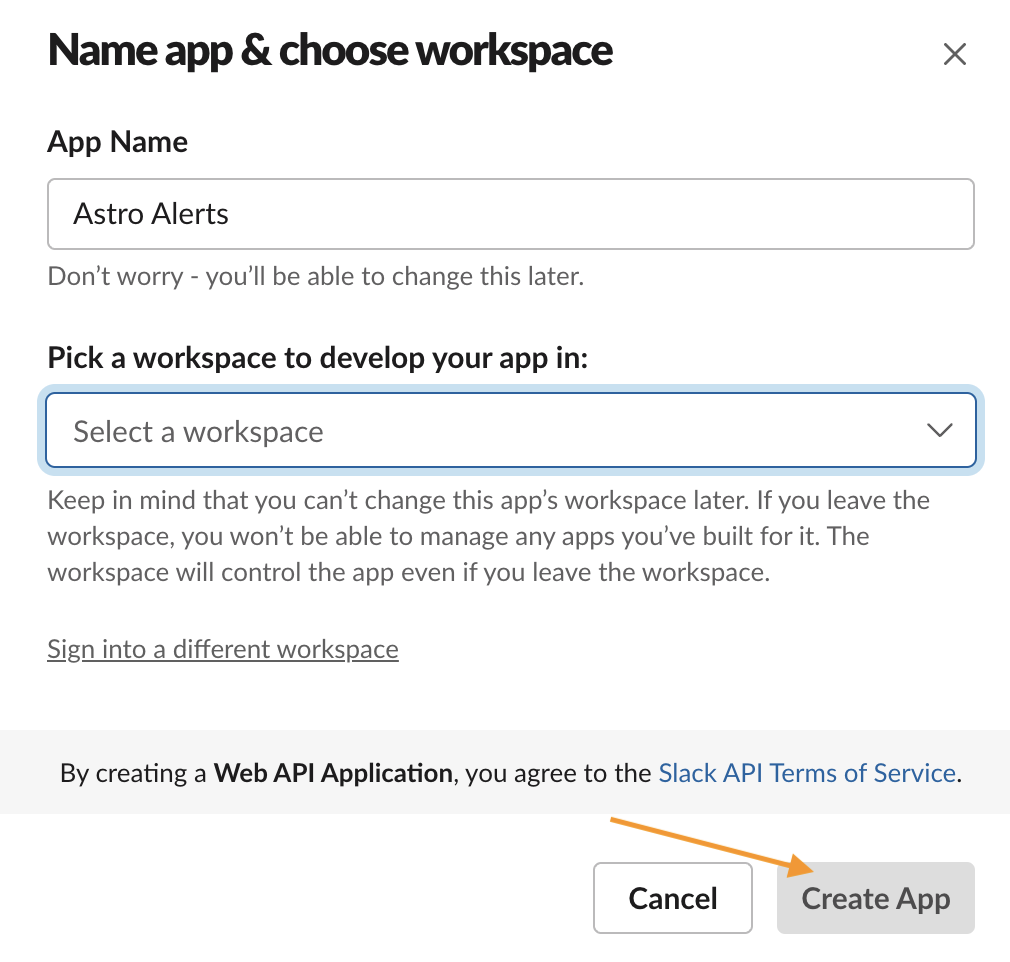 Name app & choose workspace
App Name
Astro Alerts
Don’t worry - you’ll be able to change this later.
Pick a workspace to develop your app in:
Select a workspace
Keep in mind that you can’t change this app’s workspace later. If you leave the
workspace, you won’t be able to manage any apps you’ve built for it. The
workspace will control the app even if you leave the workspace.
Sign into a different workspace
By creating a Web API Application, you agree to the Slack API Terms of Service.
Cancel Create App